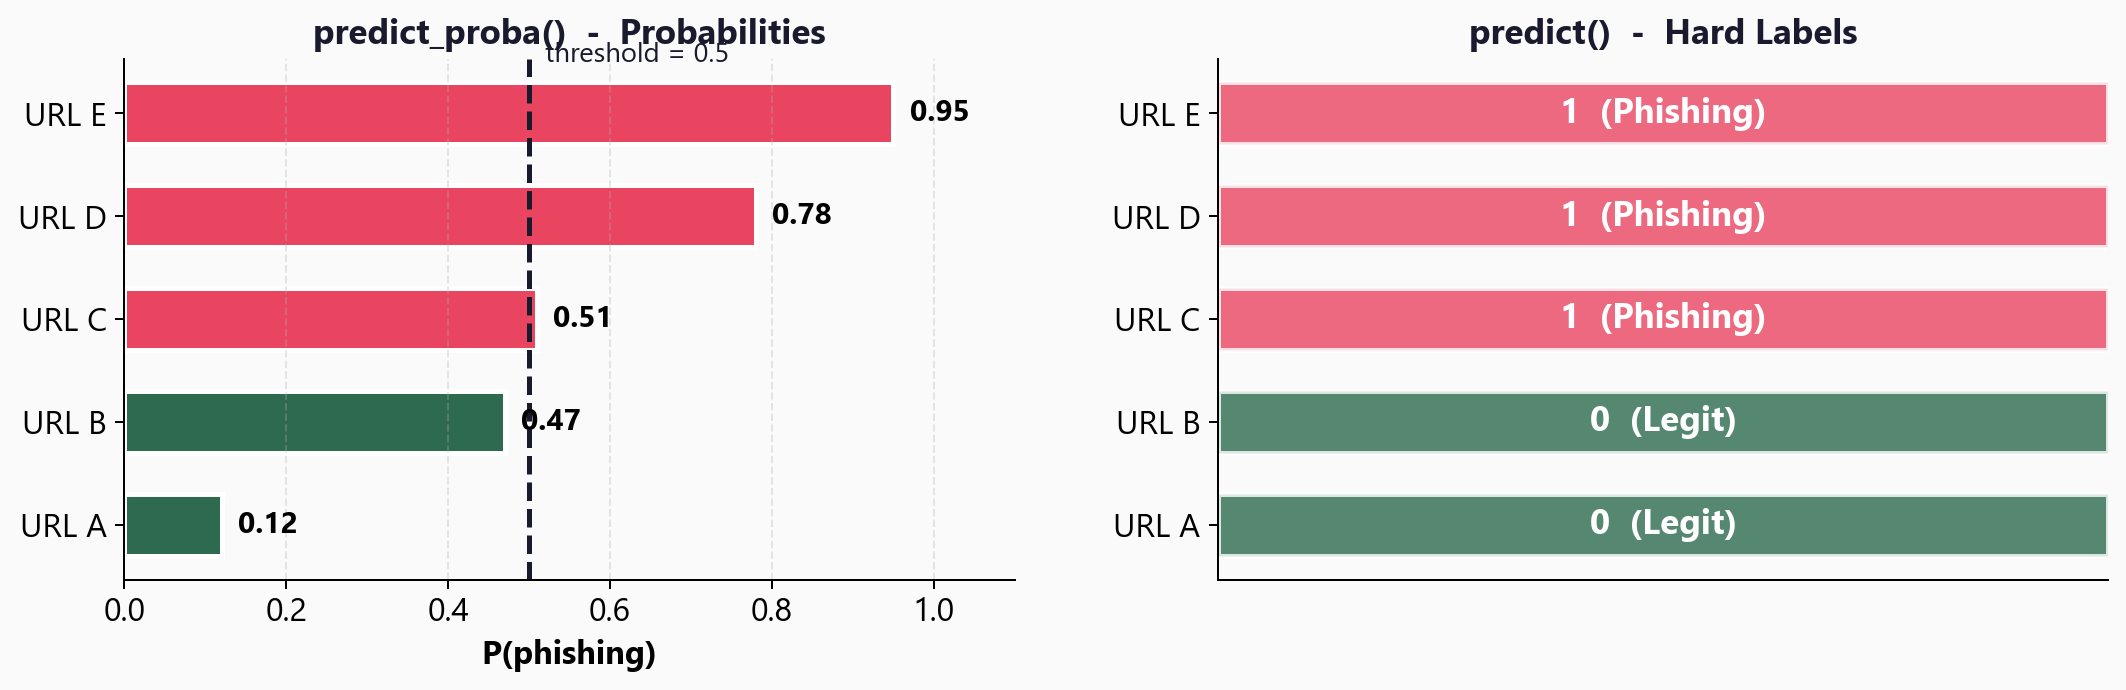 predict_proba() - Probabilities
threshold = 0.5
URL E
0.95
URL D
0.78
URL C
0.51
URL B
0.47
URL A
0.12
0.0 0.2 0.4 0.6 0.8 1.0
P(phishing)
predict() - Hard Labels
URL E
1 (Phishing)
URL D
1 (Phishing)
URL C
1 (Phishing)
URL B
0 (Legit)
URL A
0 (Legit)